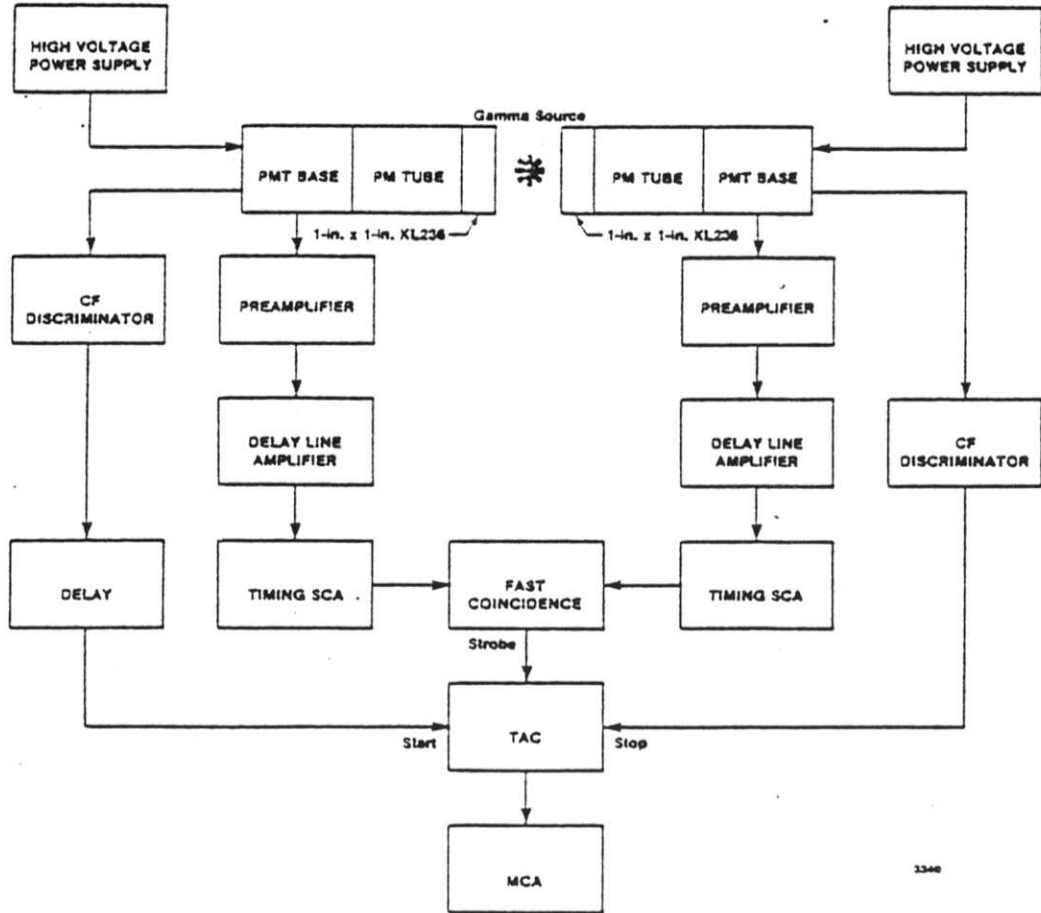 HIGH VOLTAGE
POWER SUPPLY
HIGH VOLTAGE
POWER SUPPLY
Gamma Source
PMT BASE
PM TUBE
PM TUBE
PMT BASE
1-in. x 1-in. XL236
1-in. x 1-in. XL236
CF
DISCRIMINATOR
PREAMPLIFIER
PREAMPLIFIER
DELAY LINE
AMPLIFIER
DELAY LINE
AMPLIFIER
CF
DISCRIMINATOR
DELAY
TIMING SCA
FAST
COINCIDENCE
TIMING SCA
Strobe
Start
TAC
Stop
MCA